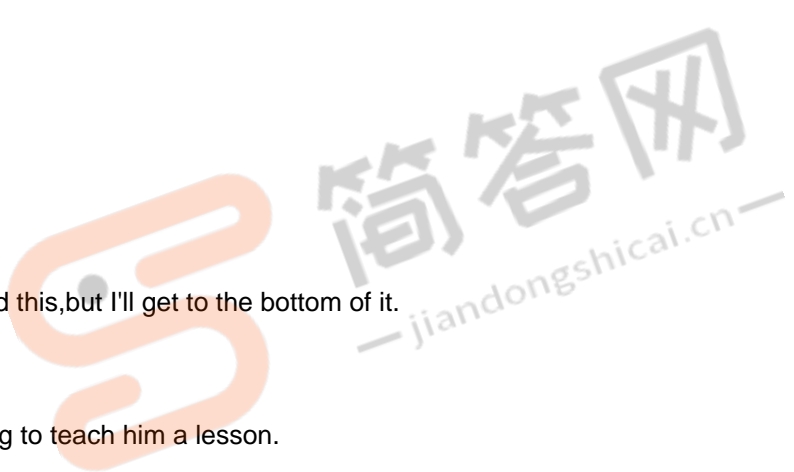 简答网
jiandongshicai.cn
d this,but I'll get to the bottom of it.
g to teach him a lesson.